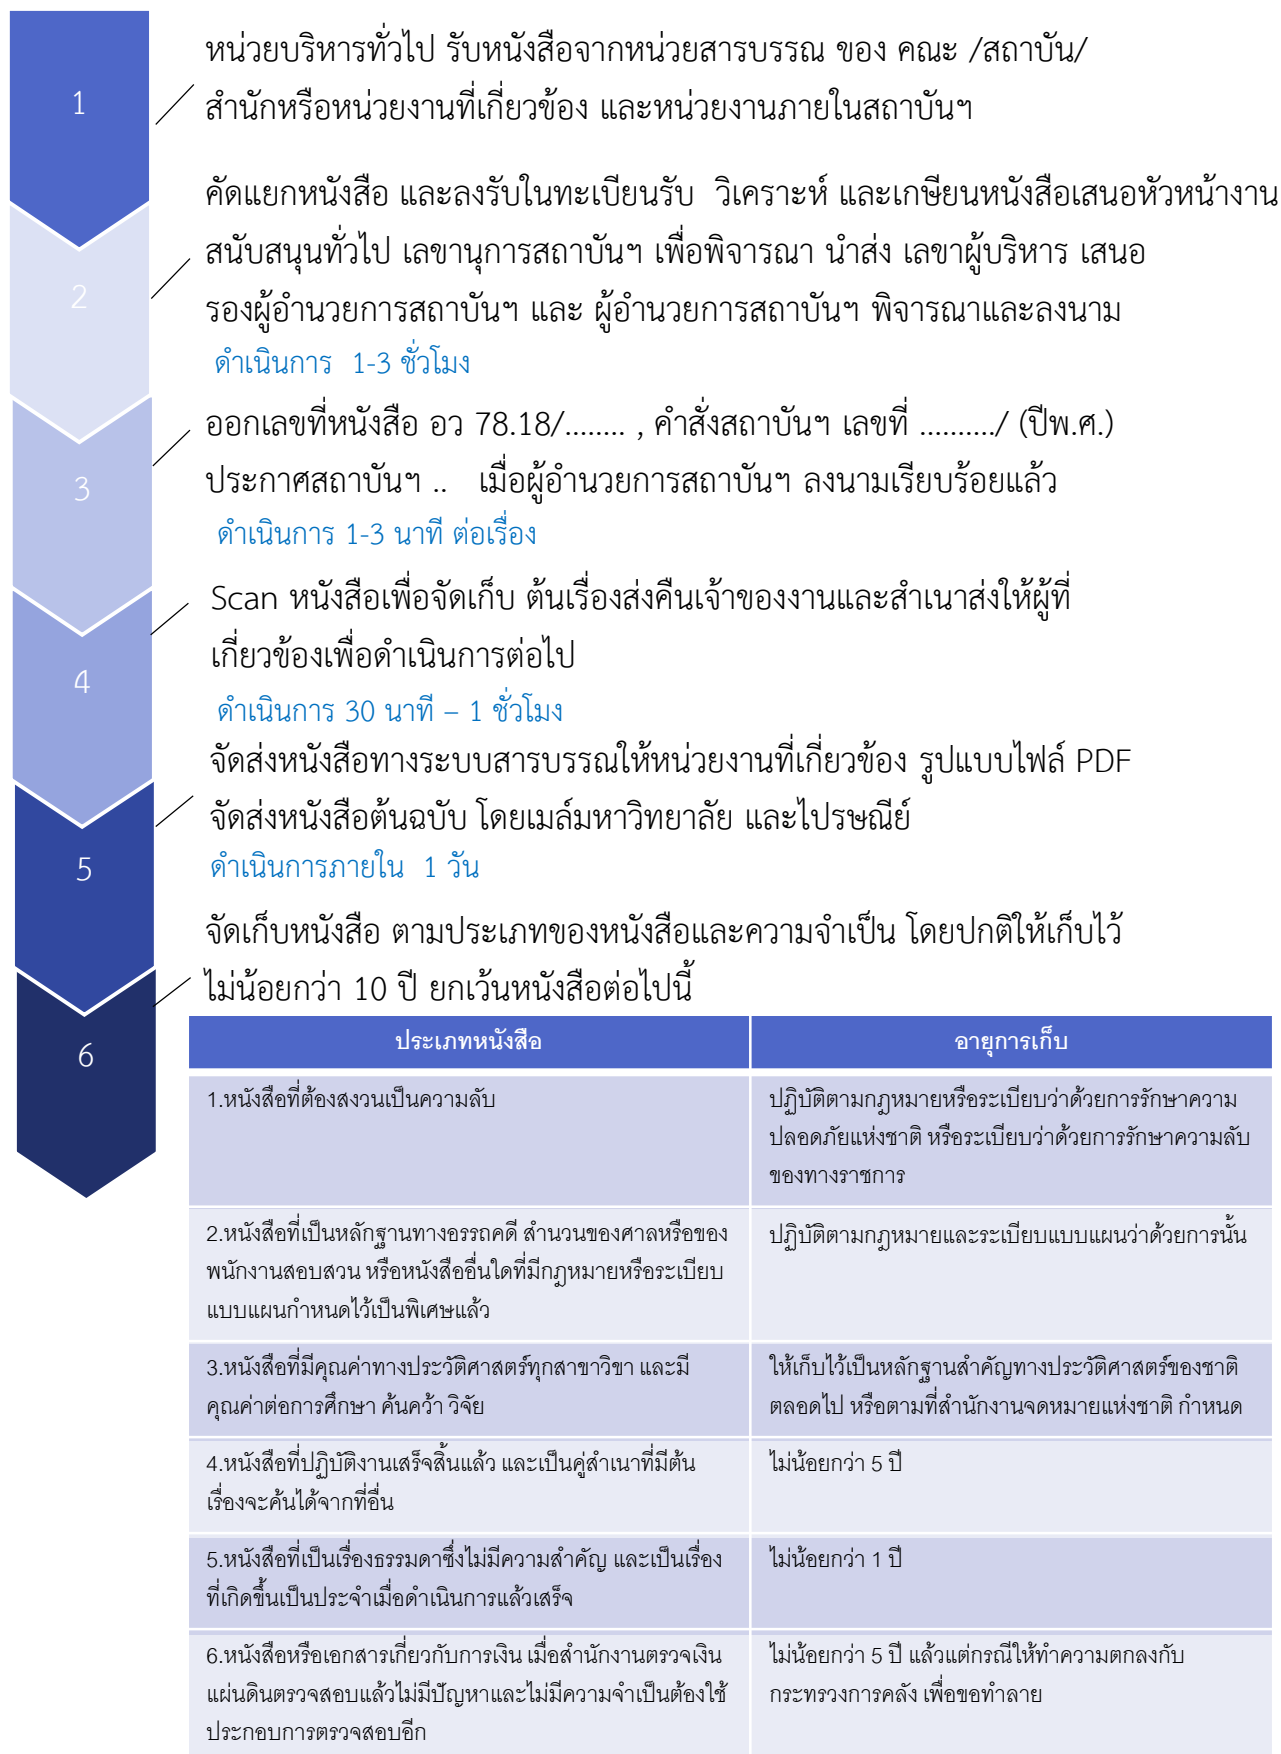 1
หน่วยบริหารทั่วไป รับหนังสือจากหน่วยสารบรรณ ของ คณะ /สถาบัน/
สำนักหรือหน่วยงานที่เกี่ยวข้อง และหน่วยงานภายในสถาบันฯ
2
คัดแยกหนังสือ และลงรับในทะเบียนรับ วิเคราะห์ และเกษียนหนังสือเสนอหัวหน้างาน
สนับสนุนทั่วไป เลขานุการสถาบันฯ เพื่อพิจารณา นำส่ง เลขาผู้บริหาร เสนอ
รองผู้อำนวยการสถาบันฯ และ ผู้อำนวยการสถาบันฯ พิจารณาและลงนาม
ดำเนินการ 1-3 ชั่วโมง
3
ออกเลขที่หนังสือ อว 78.18/........ , คำสั่งสถาบันฯ เลขที่ ........../ (ปีพ.ศ.)
ประกาศสถาบันฯ .. เมื่อผู้อำนวยการสถาบันฯ ลงนามเรียบร้อยแล้ว
ดำเนินการ 1-3 นาที ต่อเรื่อง
4
Scan หนังสือเพื่อจัดเก็บ ต้นเรื่องส่งคืนเจ้าของงานและสำเนาส่งให้ผู้ที่
เกี่ยวข้องเพื่อดำเนินการต่อไป
ดำเนินการ 30 นาที – 1 ชั่วโมง
5
จัดส่งหนังสือทางระบบสารบรรณให้หน่วยงานที่เกี่ยวข้อง รูปแบบไฟล์ PDF
จัดส่งหนังสือต้นฉบับ โดยเมล์มหาวิทยาลัย และไปรษณีย์
ดำเนินการภายใน 1 วัน
6
จัดเก็บหนังสือ ตามประเภทของหนังสือและความจำเป็น โดยปกติให้เก็บไว้
ไม่น้อยกว่า 10 ปี ยกเว้นหนังสือต่อไปนี้
ประเภทหนังสือ
อายุการเก็บ
1.หนังสือที่ต้องสงวนเป็นความลับ
ปฏิบัติตามกฎหมายหรือระเบียบว่าด้วยการรักษาความ
ปลอดภัยแห่งชาติ หรือระเบียบว่าด้วยการรักษาความลับ
ของทางราชการ
2.หนังสือที่เป็นหลักฐานทางอรรถคดี สำนวนของศาลหรือของ
พนักงานสอบสวน หรือหนังสืออื่นใดที่มีกฎหมายหรือระเบียบ
แบบแผนกำหนดไว้เป็นพิเศษแล้ว
ปฏิบัติตามกฎหมายและระเบียบแบบแผนว่าด้วยการนั้น
3.หนังสือที่มีคุณค่าทางประวัติศาสตร์ทุกสาขาวิขา และมี
คุณค่าต่อการศึกษา ค้นคว้า วิจัย
ให้เก็บไว้เป็นหลักฐานสำคัญทางประวัติศาสตร์ของชาติ
ตลอดไป หรือตามที่สำนักงานจดหมายแห่งชาติ กำหนด
4.หนังสือที่ปฏิบัติงานเสร็จสิ้นแล้ว และเป็นคู่สำเนาที่มีต้น
เรื่องจะค้นได้จากที่อื่น
ไม่น้อยกว่า 5 ปี
5.หนังสือที่เป็นเรื่องธรรมดาซึ่งไม่มีความสำคัญ และเป็นเรื่อง
ที่เกิดขึ้นเป็นประจำเมื่อดำเนินการแล้วเสร็จ
ไม่น้อยกว่า 1 ปี
6.หนังสือหรือเอกสารเกี่ยวกับการเงิน เมื่อสำนักงานตรวจเงิน
แผ่นดินตรวจสอบแล้วไม่มีปัญหาและไม่มีความจำเป็นต้องใช้
ประกอบการตรวจสอบอีก
ไม่น้อยกว่า 5 ปี แล้วแต่กรณีให้ทำความตกลงกับ
กระทรวงการคลัง เพื่อขอทำลาย